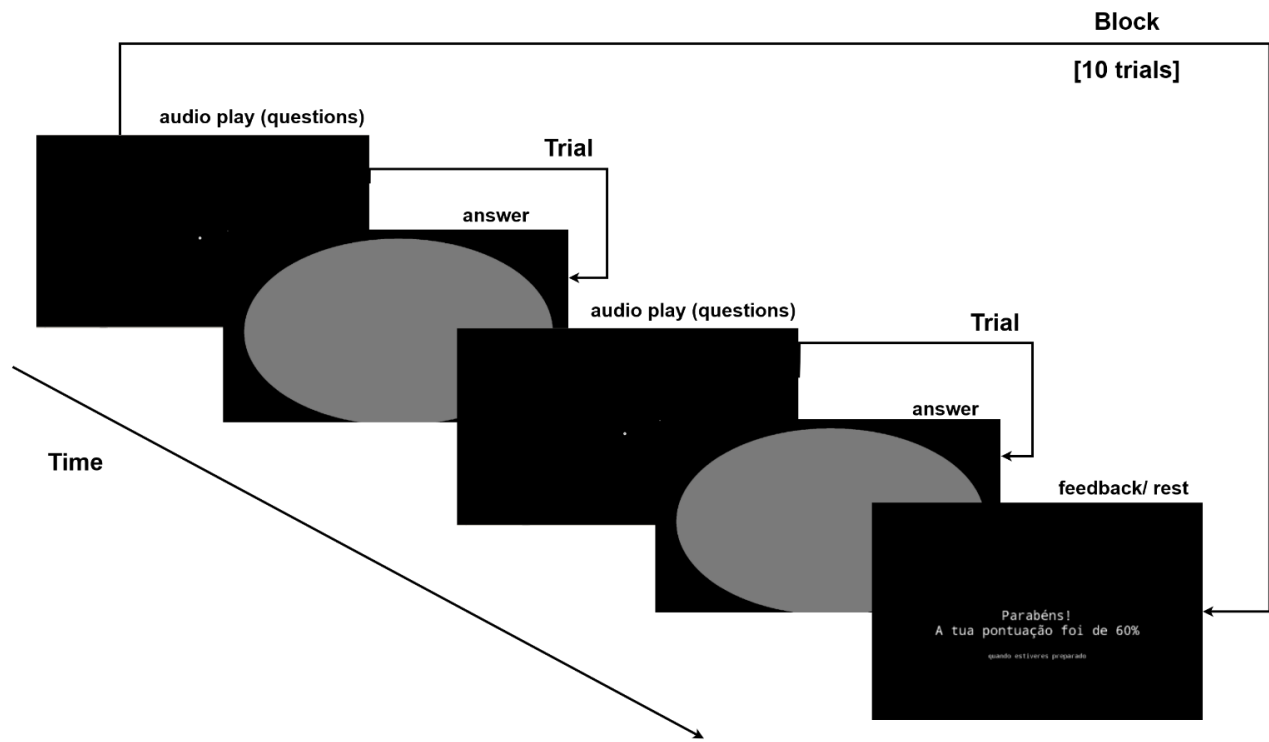 Block
[10 trials]
audio play (questions)
Trial
answer
audio play (questions)
Trial
answer
Time
feedback/ rest
Parabéns!
A tua pontuação foi de 60%
quando estiveres preparado